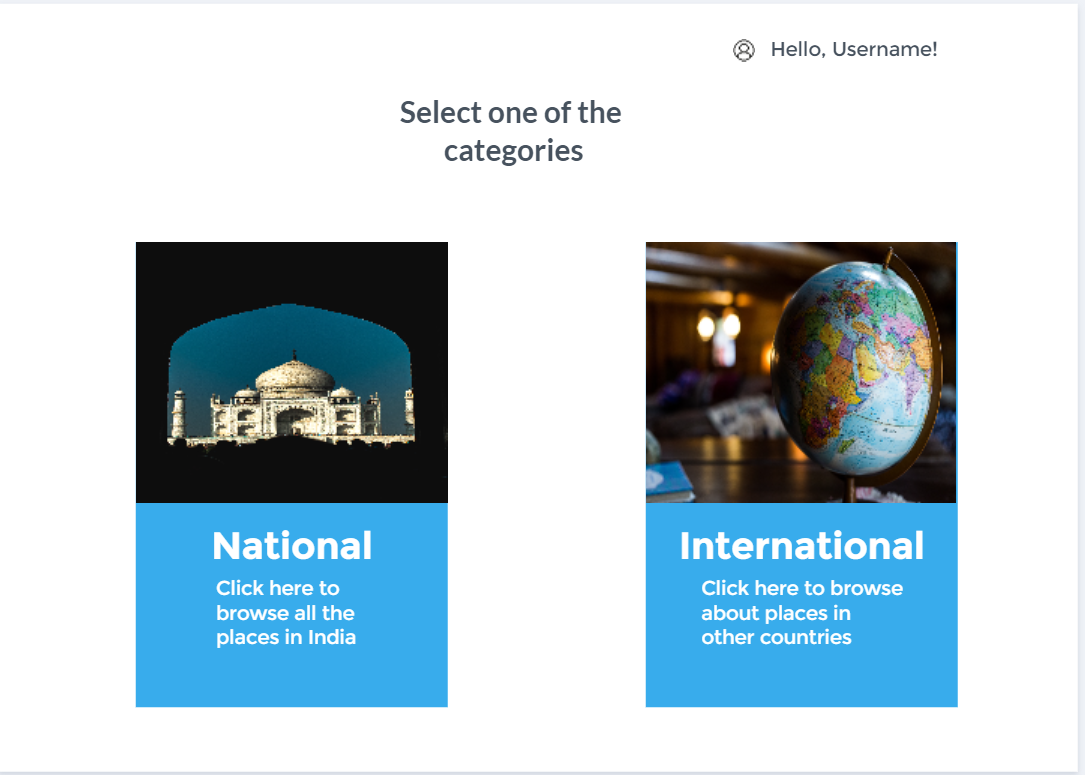 Hello, Username!
Select one of the
categories
National
Click here to
browse all the
places in India
International
Click here to browse
about places in
other countries